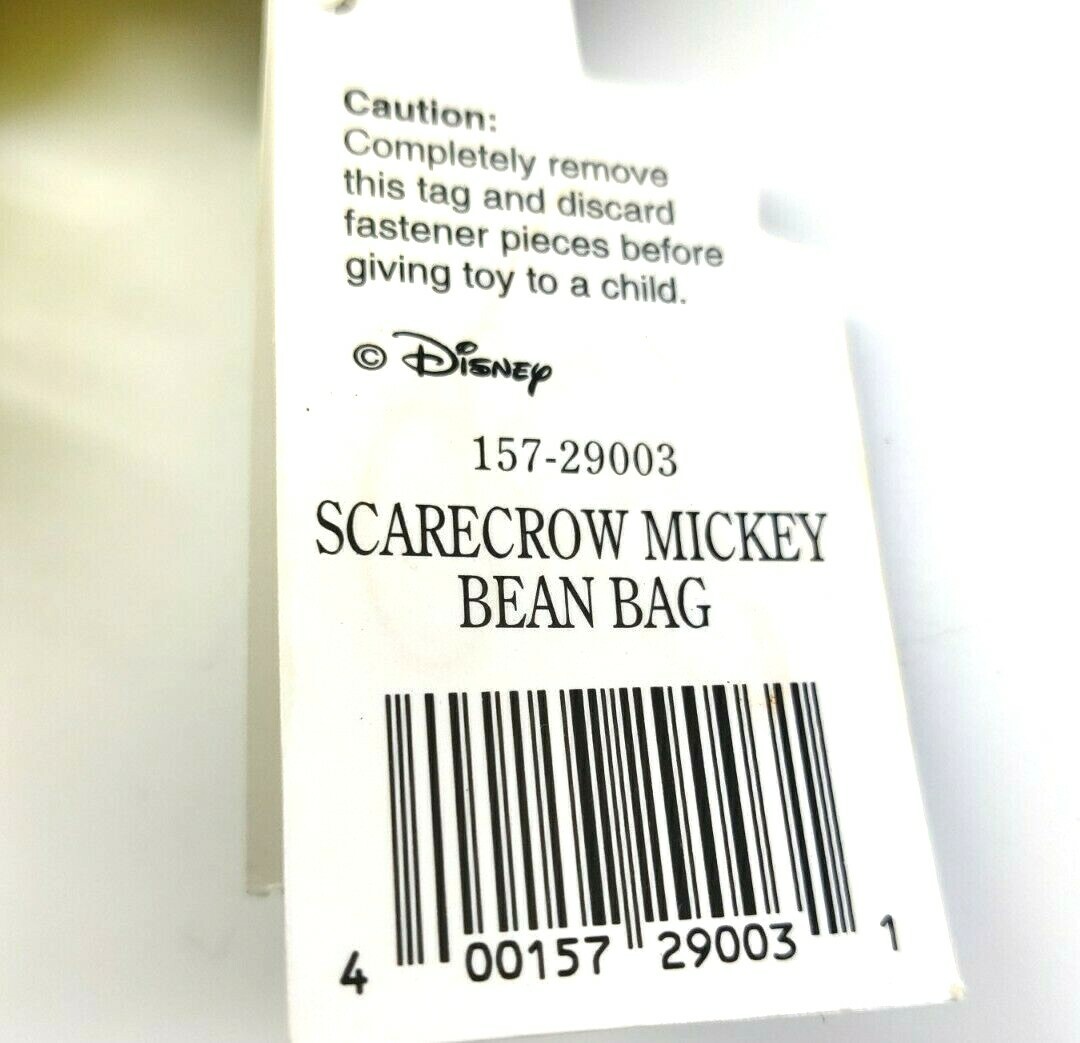 Caution:
Completely remove
this tag and discard
fastener pieces before
giving toy to a child.
© Disney
157-29003
SCARECROW MICKEY
BEAN BAG
4 00157 29003 1